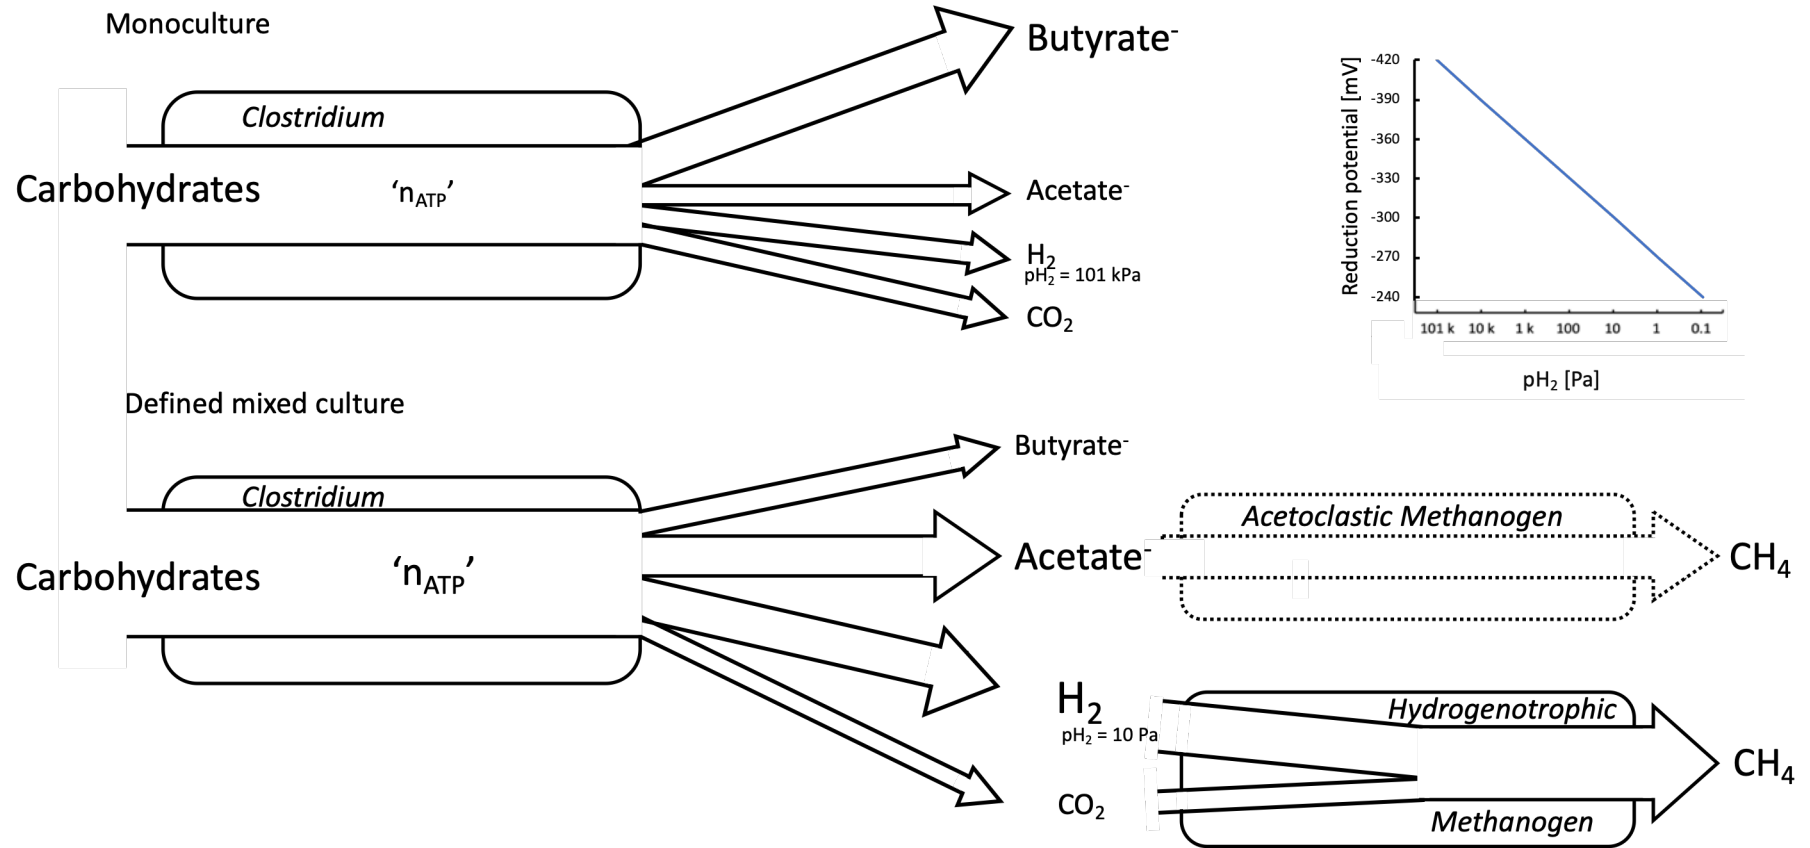 Monoculture
Clostridium
Carbohydrates
‘nATP’
Butyrate-
Acetate-
H2
pH2 = 101 kPa
CO2
Reduction potential [mV]
-420
-390
-360
-330
-300
-270
-240
101 k 10 k 1 k 100 10 1 0.1
pH2 [Pa]
Defined mixed culture
Clostridium
Carbohydrates
‘nATP’
Butyrate-
Acetate-
H2
pH2 = 10 Pa
CO2
Acetoclastic Methanogen
CH4
Hydrogenotrophic
Methanogen
CH4